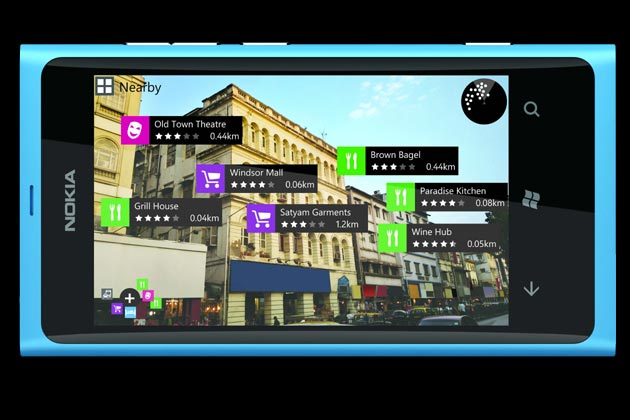 Nearby
Old Town Theatre
0.44km
Brown Bagel
0.44km
Windsor Mall
0.06km
Paradise Kitchen
0.08km
Grill House
0.04km
Satyam Garments
1.2km
Wine Hub
0.05km
NOKIA